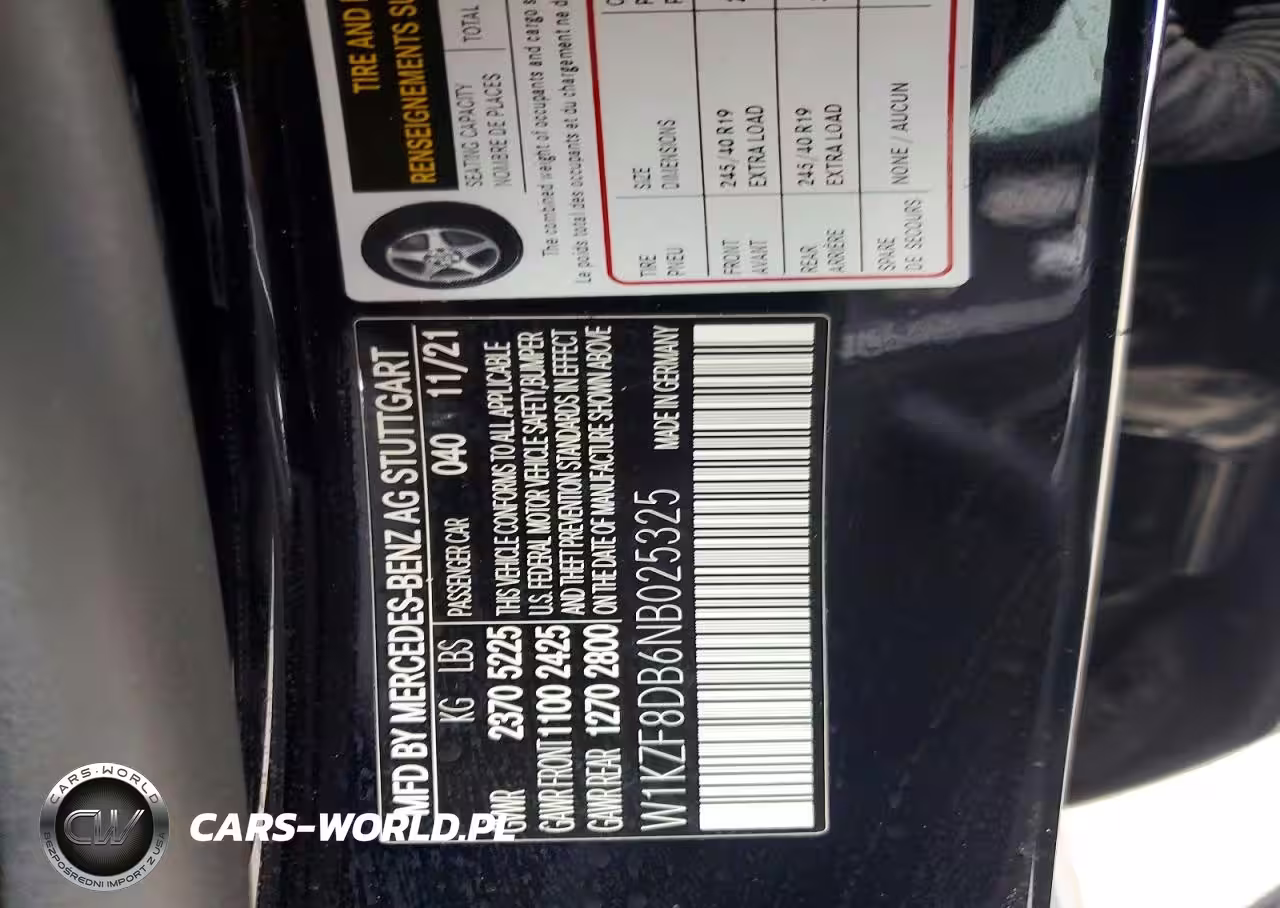 TIRE AND
RENSEIGNEMENTS
SEATING CAPACITY
NOMBRE DE PLACES
TOTAL
The combined weight of occupants and cargo
Le poids total des occupants et du chargement ne
TIRE
PNEU
SIZE
DIMENSIONS
FRONT
AVANT
245/40 R19
EXTRA LOAD
REAR
ARRIÈRE
245/40 R19
EXTRA LOAD
SPARE
DE SECOURS
NONE / AUCUN
MFD BY MERCEDES-BENZ AG STUTTGART
KG - LBS
PASSENGER CAR 040 11/21
GVWR 2370 5225
GAWR FRONT 1100 2425
GAWR REAR 1270 2800
THIS VEHICLE CONFORMS TO ALL APPLICABLE
U.S. FEDERAL MOTOR VEHICLE SAFETY, BUMPER
AND THEFT PREVENTION STANDARDS IN EFFECT
ON THE DATE OF MANUFACTURE SHOWN ABOVE
W1KZF8DB6NB025325 MADE IN GERMANY
CARS-WORLD
CW
BEZPOŚREDNI IMPORT Z USA
CARS-WORLD.PL